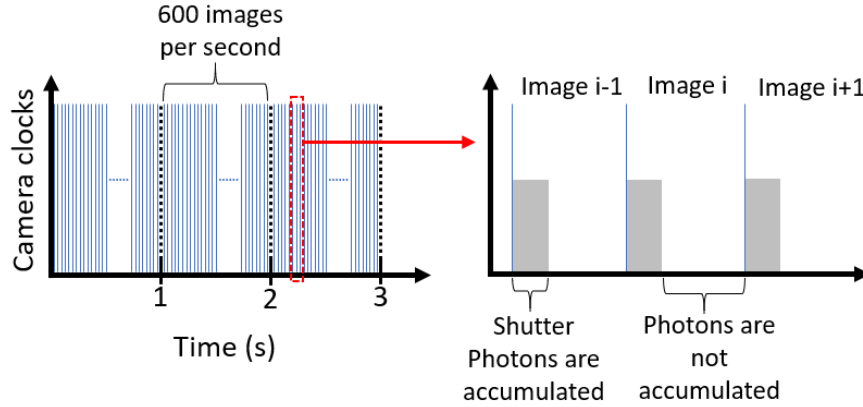 600 images
per second
Camera clocks
1
2
3
Time (s)
Image i-1
Image i
Image i+1
Shutter
Photons are
accumulated
Photons are
not
accumulated